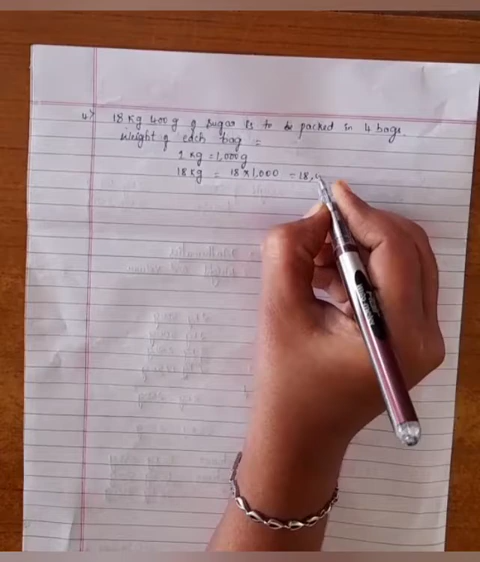 4) 18 kg 400 g of sugar is to be packed in 4 bags.
Weight of each bag =
1 kg = 1,000g
18 kg = 18 × 1,000 = 18,